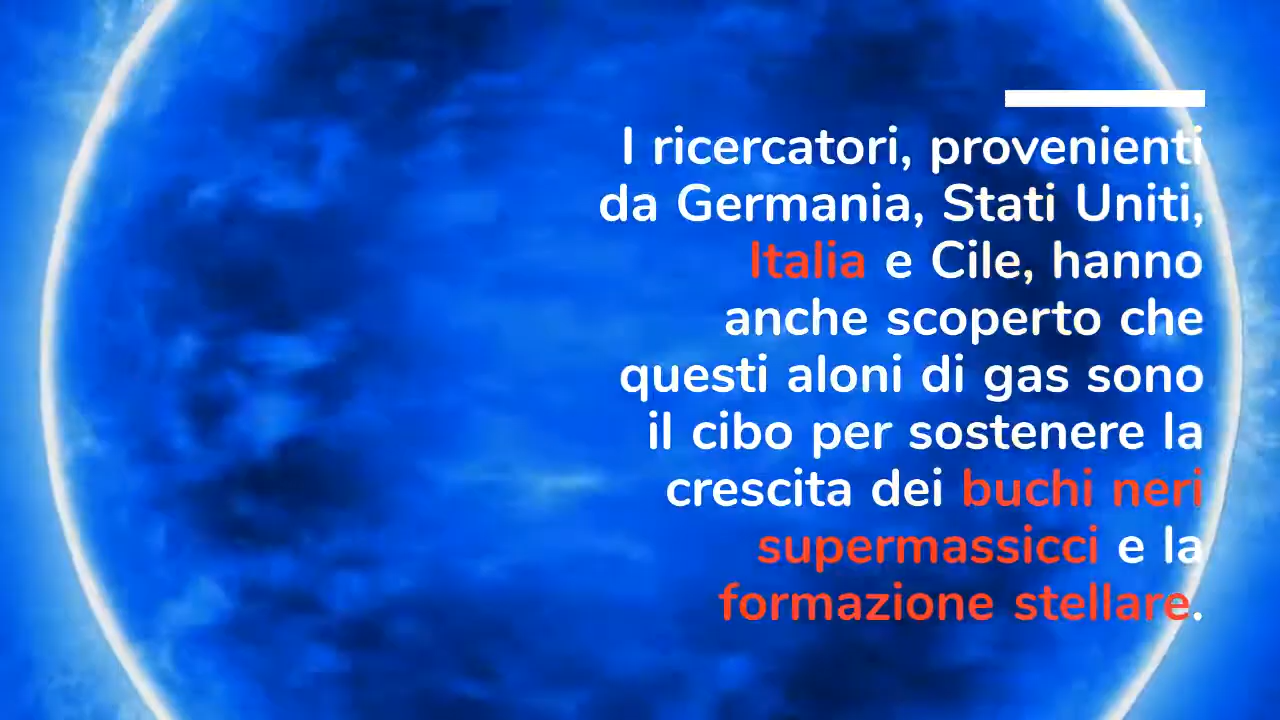 I ricercatori, provenienti
da Germania, Stati Uniti,
Italia e Cile, hanno
anche scoperto che
questi aloni di gas sono
il cibo per sostenere la
crescita dei buchi neri
supermassicci e la
formazione stellare.